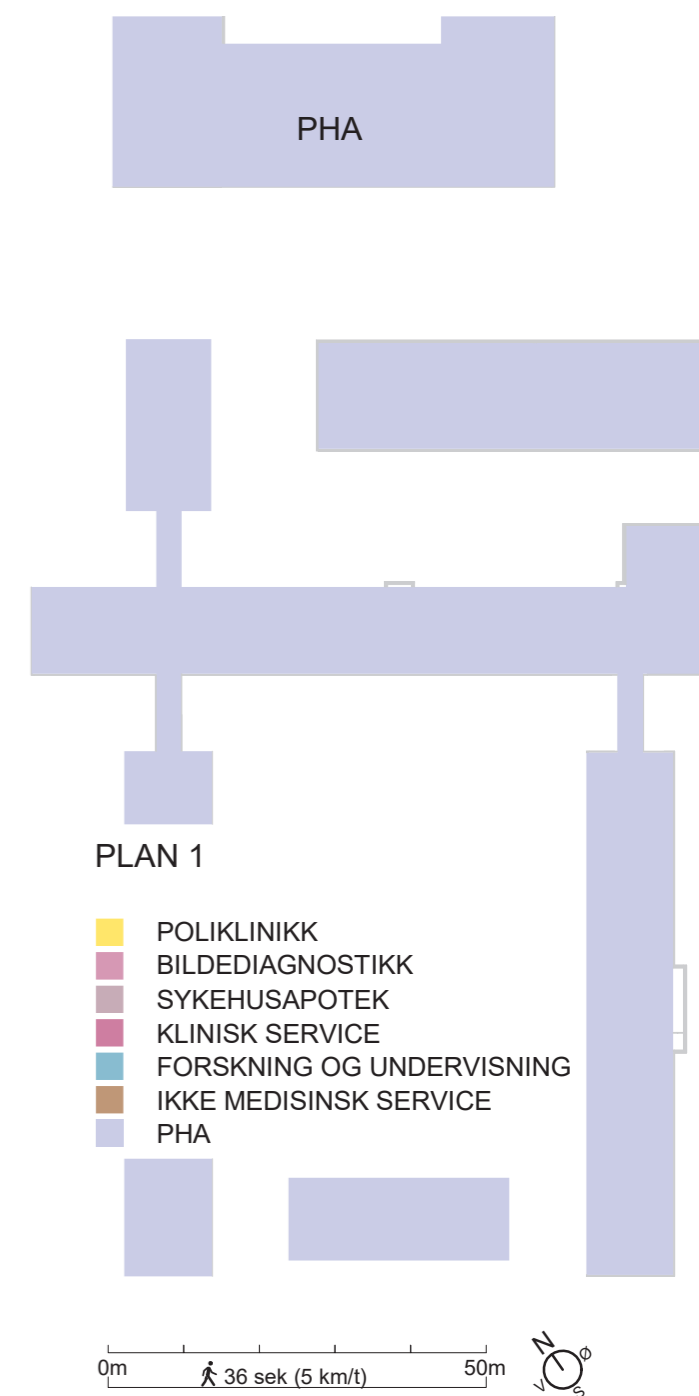 PHA
PLAN 1
POLIKLINIKK
BILDEDIAGNOSTIKK
SYKEHUSAPOTEK
KLINISK SERVICE
FORSKNING OG UNDERVISNING
IKKE MEDISINSK SERVICE
PHA
0m 36 sek (5 km/t) 50m
N
Ø
V
S